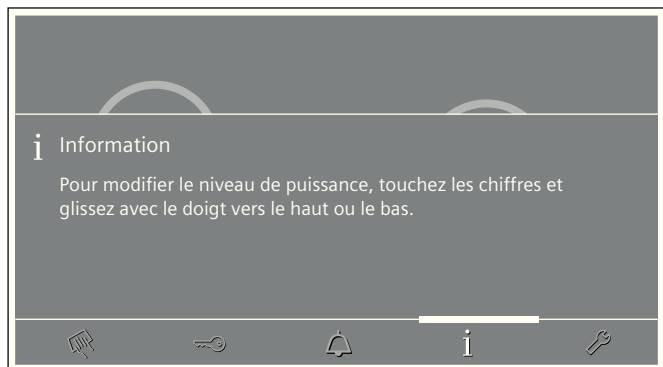 i Information
Pour modifier le niveau de puissance, touchez les chiffres et
glissez avec le doigt vers le haut ou le bas.
i